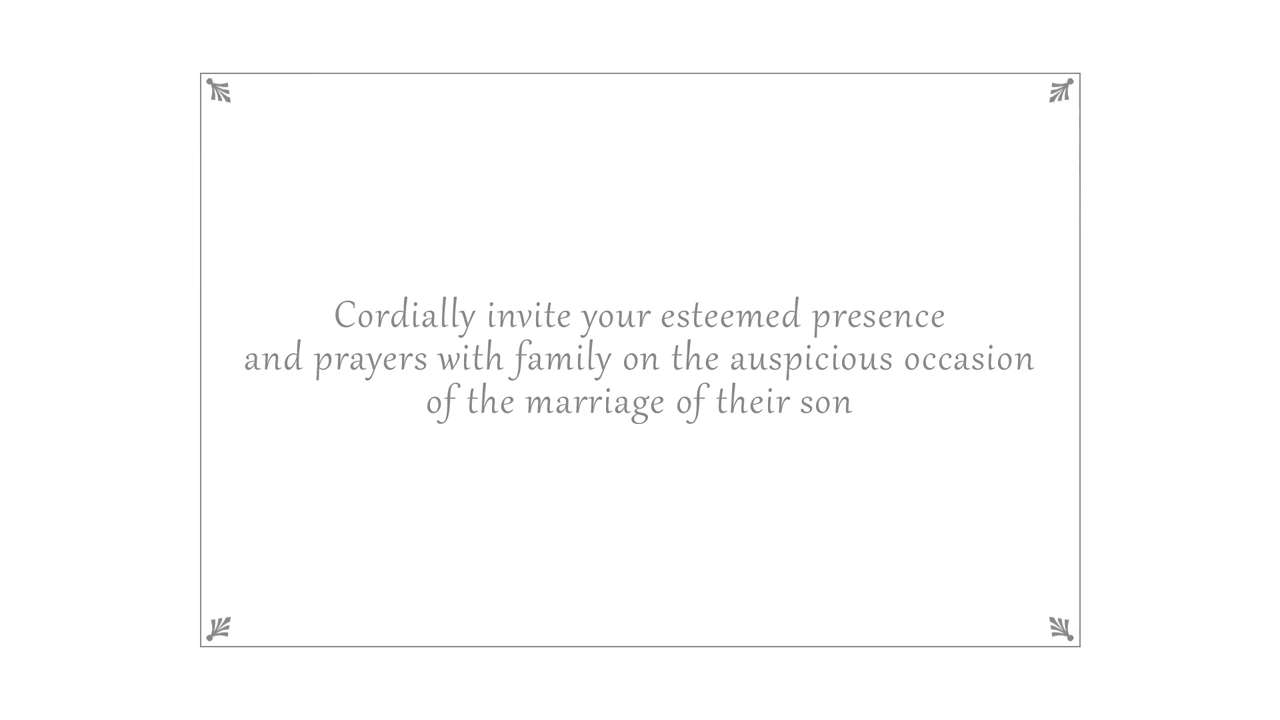 Cordially invite your esteemed presence
and prayers with family on the auspicious occasion
of the marriage of their son